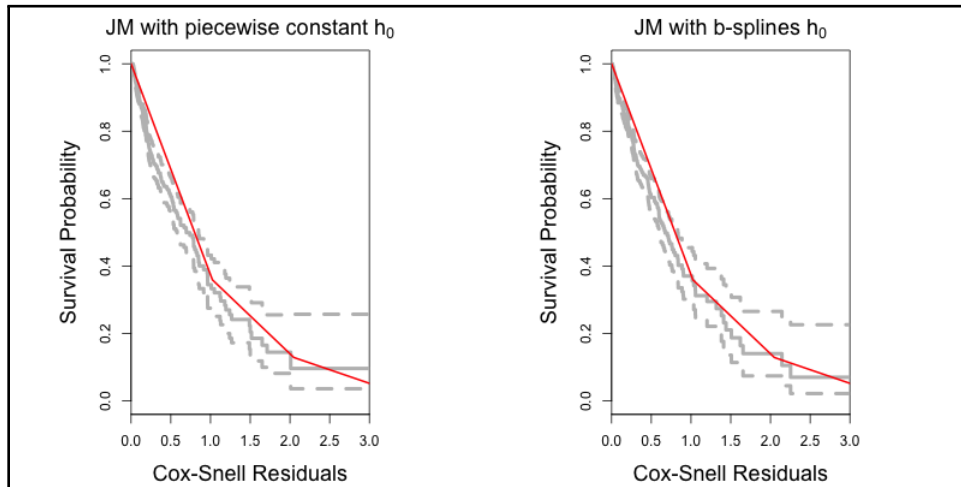 JM with piecewise constant h₀
1.0
0.8
0.6
0.4
0.2
0.0
Survival Probability
0.0 0.5 1.0 1.5 2.0 2.5 3.0
Cox-Snell Residuals
JM with b-splines h₀
1.0
0.8
0.6
0.4
0.2
0.0
Survival Probability
0.0 0.5 1.0 1.5 2.0 2.5 3.0
Cox-Snell Residuals